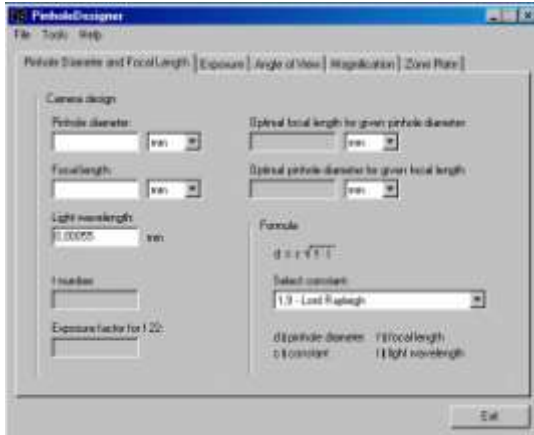 PinholeDesigner
File Tools Help
Pinhole Diameter and Focal Length Exposure Angle of View Magnification Zone Plate
Camera design
Pinhole diameter: Optimal focal length for given pinhole diameter
mm mm
Focal length: Optimal pinhole diameter for given focal length
mm mm
Light wavelength: Formula
0,00055 mm
f number Select constant:
1.9 - Lord Rayleigh
Exposure factor for f 22:
pinhole diameter focal length
constant light wavelength
Exit